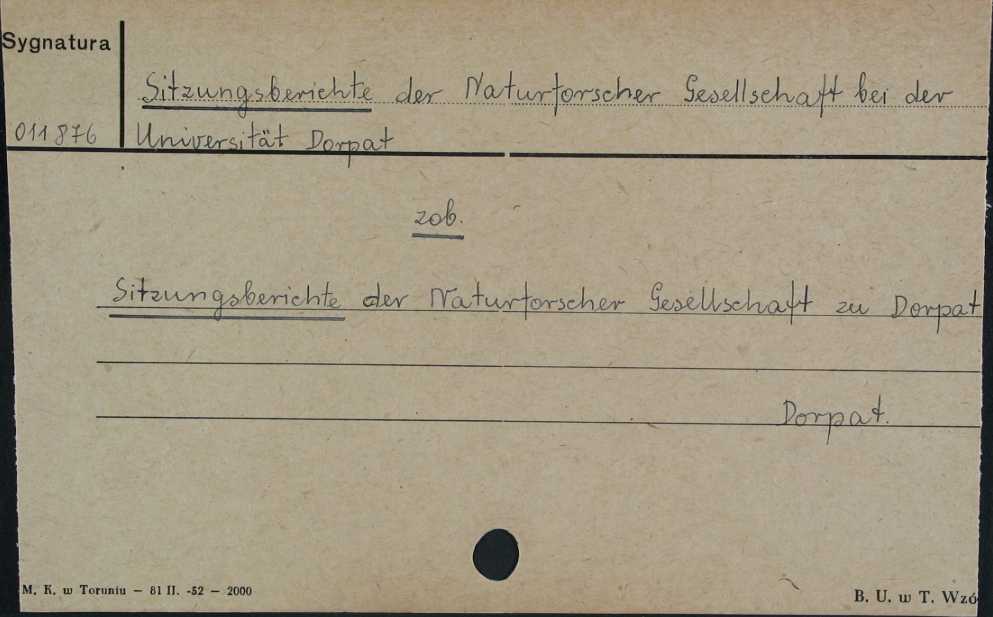 Sygnatura
Sitzungsberichte der Naturforscher Gesellschaft bei der
011876 Universität Dorpat
zob.
Sitzungsberichte der Naturforscher Gesellschaft zu Dorpat
Dorpat.
M. K. w Toruniu – 81 II. -52 – 2000
B. U. w T. Wzó